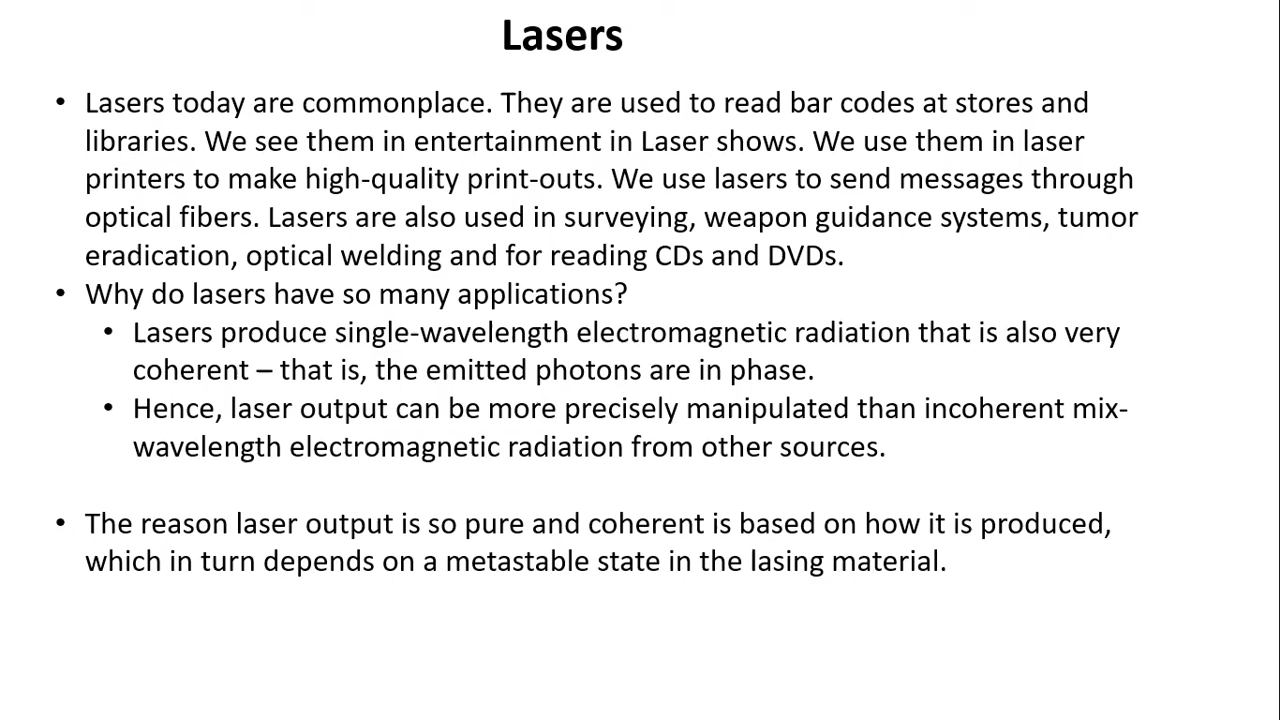 Lasers
• Lasers today are commonplace. They are used to read bar codes at stores and
libraries. We see them in entertainment in Laser shows. We use them in laser
printers to make high-quality print-outs. We use lasers to send messages through
optical fibers. Lasers are also used in surveying, weapon guidance systems, tumor
eradication, optical welding and for reading CDs and DVDs.
• Why do lasers have so many applications?
• Lasers produce single-wavelength electromagnetic radiation that is also very
coherent – that is, the emitted photons are in phase.
• Hence, laser output can be more precisely manipulated than incoherent mix-
wavelength electromagnetic radiation from other sources.
• The reason laser output is so pure and coherent is based on how it is produced,
which in turn depends on a metastable state in the lasing material.